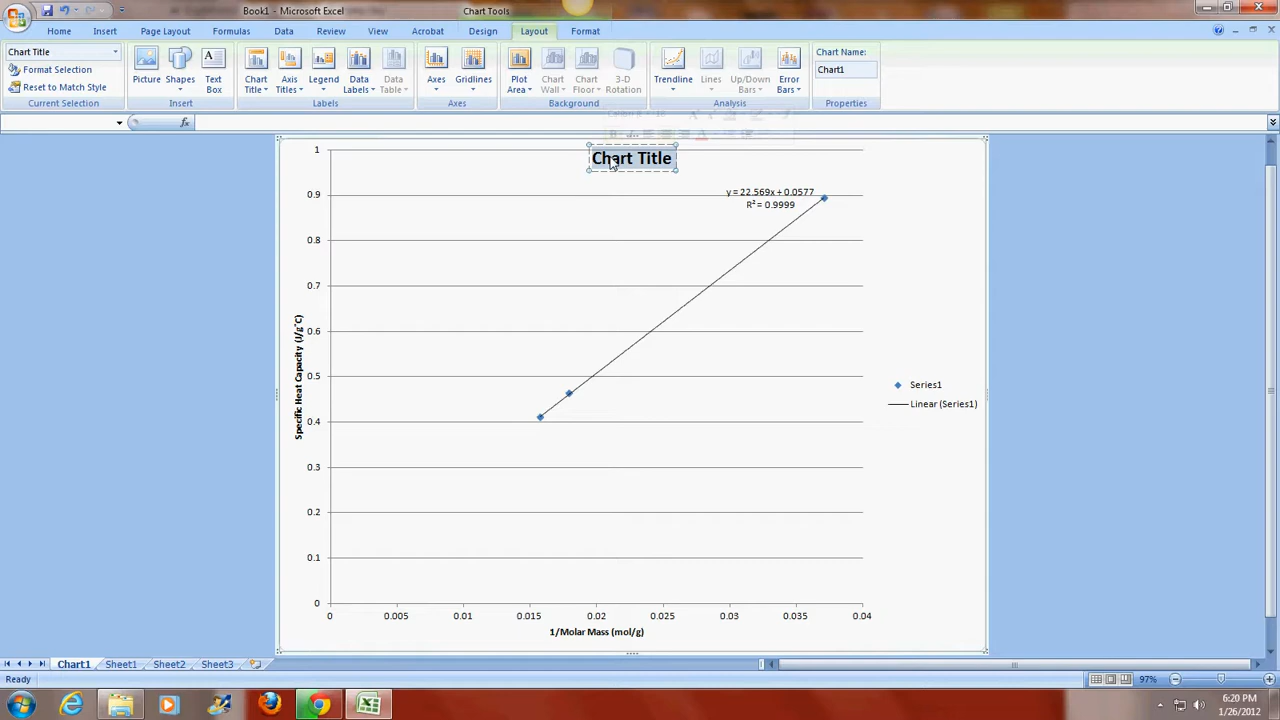 Book1 - Microsoft Excel
Chart Tools
Home Insert Page Layout Formulas Data Review View Acrobat Design Layout Format
Chart Title
Format Selection
Reset to Match Style
Current Selection
Picture Shapes Text Box
Insert
Chart Title Axis Titles Legend Data Labels Data Table
Labels
Axes Gridlines
Axes
Plot Area Chart Wall Chart Floor 3-D Rotation
Background
Trendline Lines Up/Down Bars Error Bars
Analysis
Chart Name:
Chart1
Properties
fx
Chart Title
y = 22.569x + 0.0577
R² = 0.9999
1
0.9
0.8
0.7
0.6
0.5
0.4
0.3
0.2
0.1
0
Specific Heat Capacity (J/g°C)
0 0.005 0.01 0.015 0.02 0.025 0.03 0.035 0.04
1/Molar Mass (mol/g)
Series1
Linear (Series1)
Chart1 Sheet1 Sheet2 Sheet3
Ready
97%
6:20 PM
1/26/2012